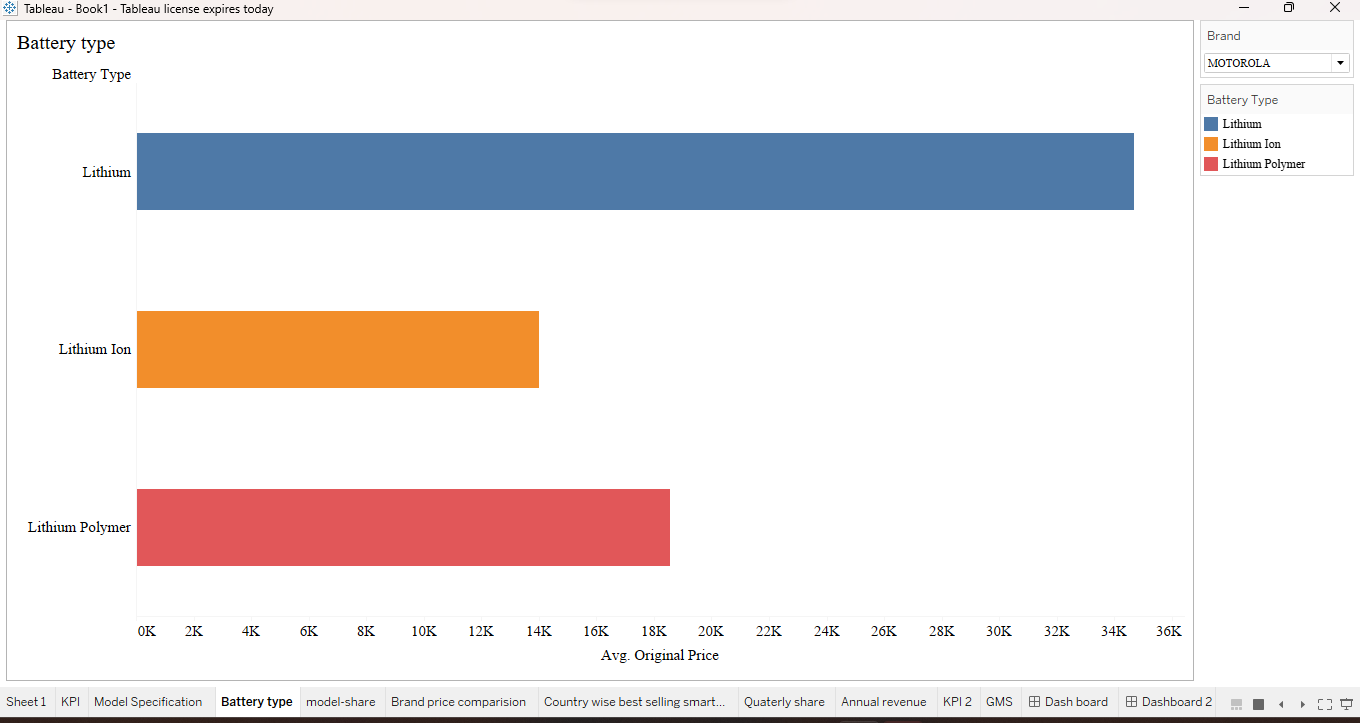 Tableau - Book1 - Tableau license expires today
Battery type
Battery Type
Lithium
Lithium Ion
Lithium Polymer
0K 2K 4K 6K 8K 10K 12K 14K 16K 18K 20K 22K 24K 26K 28K 30K 32K 34K 36K
Avg. Original Price
Brand
MOTOROLA
Battery Type
Lithium
Lithium Ion
Lithium Polymer
Sheet 1 KPI Model Specification Battery type model-share Brand price comparision Country wise best selling smart... Quaterly share Annual revenue KPI 2 GMS Dash board Dashboard 2